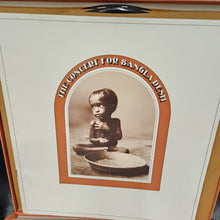 THE CONCERT FOR BANGLA DESH